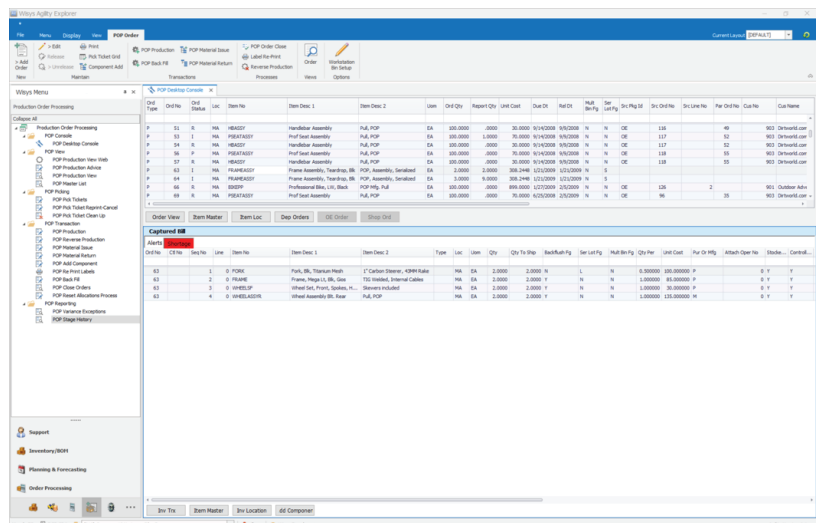 Wisys Agility Explorer
File Menu Display View POP Order
Current Layout [DEFAULT]
> Add Order
> Edit Print
Release Pick Ticket Grid
> Unrelease Component Add
POP Production POP Material Issue
POP Back Fill POP Material Return
POP Order Close
Label Re-Print
Reverse Production
Order
Workstation Bin Setup
New Maintain Transactions Processes Views Options
Wisys Menu
POP Desktop Console
Production Order Processing
Collapse All
Production Order Processing
POP Console
POP Desktop Console
POP View
POP Production View Web
POP Production Advice
POP Production View
POP Master List
POP Picking
POP Pick Tickets
POP Pick Ticket Reprint-Cancel
POP Pick Ticket Clean Up
POP Transaction
POP Production
POP Reverse Production
POP Material Issue
POP Material Return
POP Add Component
POP Re Print Labels
POP Back Fill
POP Close Orders
POP Reset Allocations Process
POP Reporting
POP Variance Exceptions
POP Stage History
Support
Inventory/BOM
Planning & Forecasting
Order Processing
Ord Type Ord No Ord Status Loc Item No Item Desc 1 Item Desc 2 Uom Ord Qty Report Qty Unit Cost Due Dt Rel Dt Mult Bin Fg Ser Lot Fg Src Pkg Id Src Ord No Src Line No Par Ord No Cus No Cus Name
P 51 R MA HBASSY Handlebar Assembly Pull, POP EA 100.0000 .0000 30.0000 9/14/2008 9/9/2008 N N OE 116 49 903 Dirtworld.com
P 53 I MA PSEATASSY Prof Seat Assembly Pull, POP EA 100.0000 1.0000 70.0000 9/14/2008 9/9/2008 N N OE 117 52 903 Dirtworld.com
P 54 R MA HBASSY Handlebar Assembly Pull, POP EA 100.0000 .0000 30.0000 9/14/2008 9/9/2008 N N OE 117 52 903 Dirtworld.com
P 56 R MA PSEATASSY Prof Seat Assembly Pull, POP EA 100.0000 .0000 70.0000 9/14/2008 9/9/2008 N N OE 118 55 903 Dirtworld.com
P 57 R MA HBASSY Handlebar Assembly Pull, POP EA 100.0000 .0000 30.0000 9/14/2008 9/9/2008 N N OE 118 55 903 Dirtworld.com
P 63 I MA FRAMEASSY Frame Assembly, Teardrop, Blk POP, Assembly, Serialized EA 2.0000 2.0000 308.2448 1/21/2009 1/21/2009 N S
P 64 I MA FRAMEASSY Frame Assembly, Teardrop, Blk POP, Assembly, Serialized EA 3.0000 9.0000 308.2448 1/21/2009 1/21/2009 N S
P 66 R MA BIKEPP Professional Bike, LW, Black POP Mfg, Pull EA 100.0000 .0000 899.0000 1/27/2009 2/5/2009 N N OE 126 2 901 Outdoor Adv
P 69 R MA PSEATASSY Prof Seat Assembly Pull, POP EA 100.0000 .0000 70.0000 6/25/2008 2/5/2009 N N OE 96 35 903 Dirtworld.com
Order View Item Master Item Loc Dep Orders OE Order Shop Ord
Captured Bill
Alerts Shortage
Ord No Ctl No Seq No Line Item No Item Desc 1 Item Desc 2 Type Loc Uom Qty Qty To Ship Backflush Fg Ser Lot Fg Mult Bin Fg Qty Per Unit Cost Pur Or Mfg Attach Oper No Stocke... Controll...
63 1 0 FORK Fork, Blk, Titanium Mesh 1" Carbon Steerer, 43MM Rake MA EA 2.0000 2.0000 N L N 0.500000 100.000000 P 0 Y Y
63 2 0 FRAME Frame, Mega Lt, Blk, Goa TIG Welded, Internal Cables MA EA 2.0000 2.0000 Y N N 1.000000 85.000000 P 0 Y Y
63 3 0 WHEELSF Wheel Set, Front, Spokes, H... Skewers included MA EA 2.0000 2.0000 Y N N 1.000000 30.000000 P 0 Y Y
63 4 0 WHEELASSYR Wheel Assembly Blt. Rear Pull, POP MA EA 2.0000 2.0000 Y N N 1.000000 135.000000 M 0 Y Y
Inv Trx Item Master Inv Location dd Componer